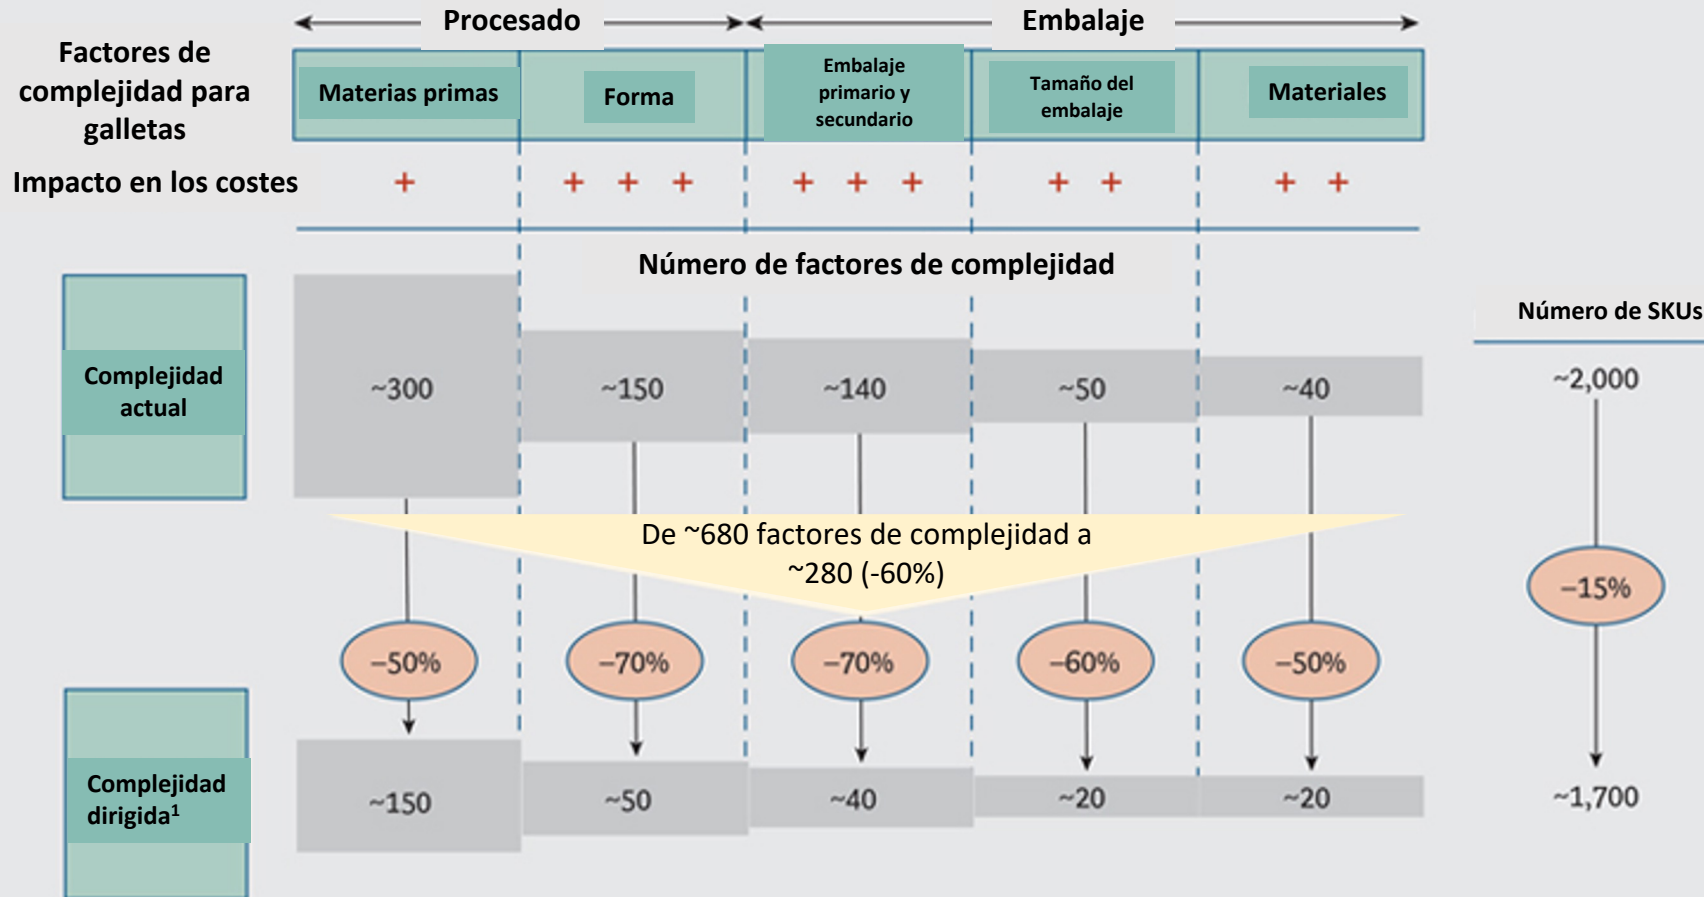 Procesado
Embalaje
Factores de
complejidad para
galletas
Materias primas
Forma
Embalaje
primario y
secundario
Tamaño del
embalaje
Materiales
Impacto en los costes
+
+ + +
+ + +
+ +
+ +
Número de factores de complejidad
Número de SKUs
Complejidad
actual
~300
~150
~140
~50
~40
~2,000
De ~680 factores de complejidad a
~280 (-60%)
–15%
–50%
–70%
–70%
–60%
–50%
Complejidad
dirigida¹
~150
~50
~40
~20
~20
~1,700